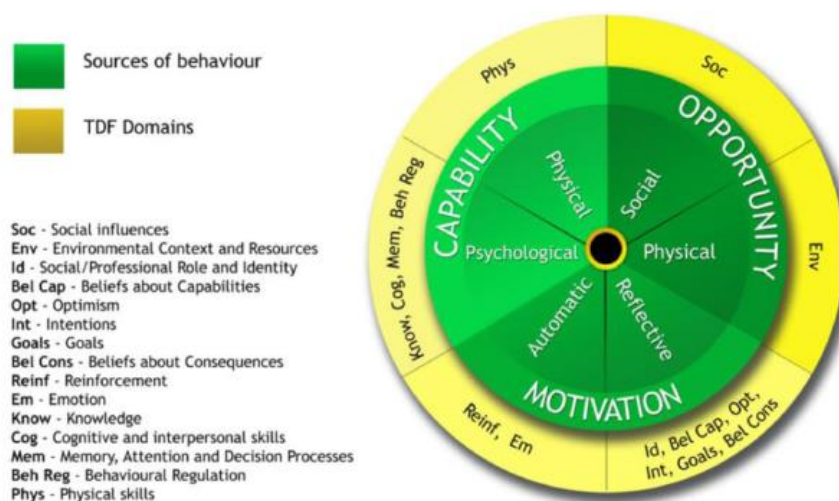 Sources of behaviour
TDF Domains
Soc - Social influences
Env - Environmental Context and Resources
Id - Social/Professional Role and Identity
Bel Cap - Beliefs about Capabilities
Opt - Optimism
Int - Intentions
Goals - Goals
Bel Cons - Beliefs about Consequences
Reinf - Reinforcement
Em - Emotion
Know - Knowledge
Cog - Cognitive and interpersonal skills
Mem - Memory, Attention and Decision Processes
Beh Reg - Behavioural Regulation
Phys - Physical skills
Phys
Soc
Env
Id, Bel Cap, Opt,
Int, Goals, Bel Cons
Reinf, Em
Know, Cog, Mem, Beh Reg
CAPABILITY
OPPORTUNITY
MOTIVATION
Physical
Social
Physical
Reflective
Automatic
Psychological